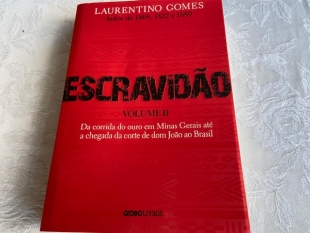 LAURENTINO GOMES
Autor de 1808, 1822 e 1889
ESCRAVIDÃO
VOLUME II
Da corrida do ouro em Minas Gerais até
a chegada da corte de dom João ao Brasil
GLOBOLIVROS